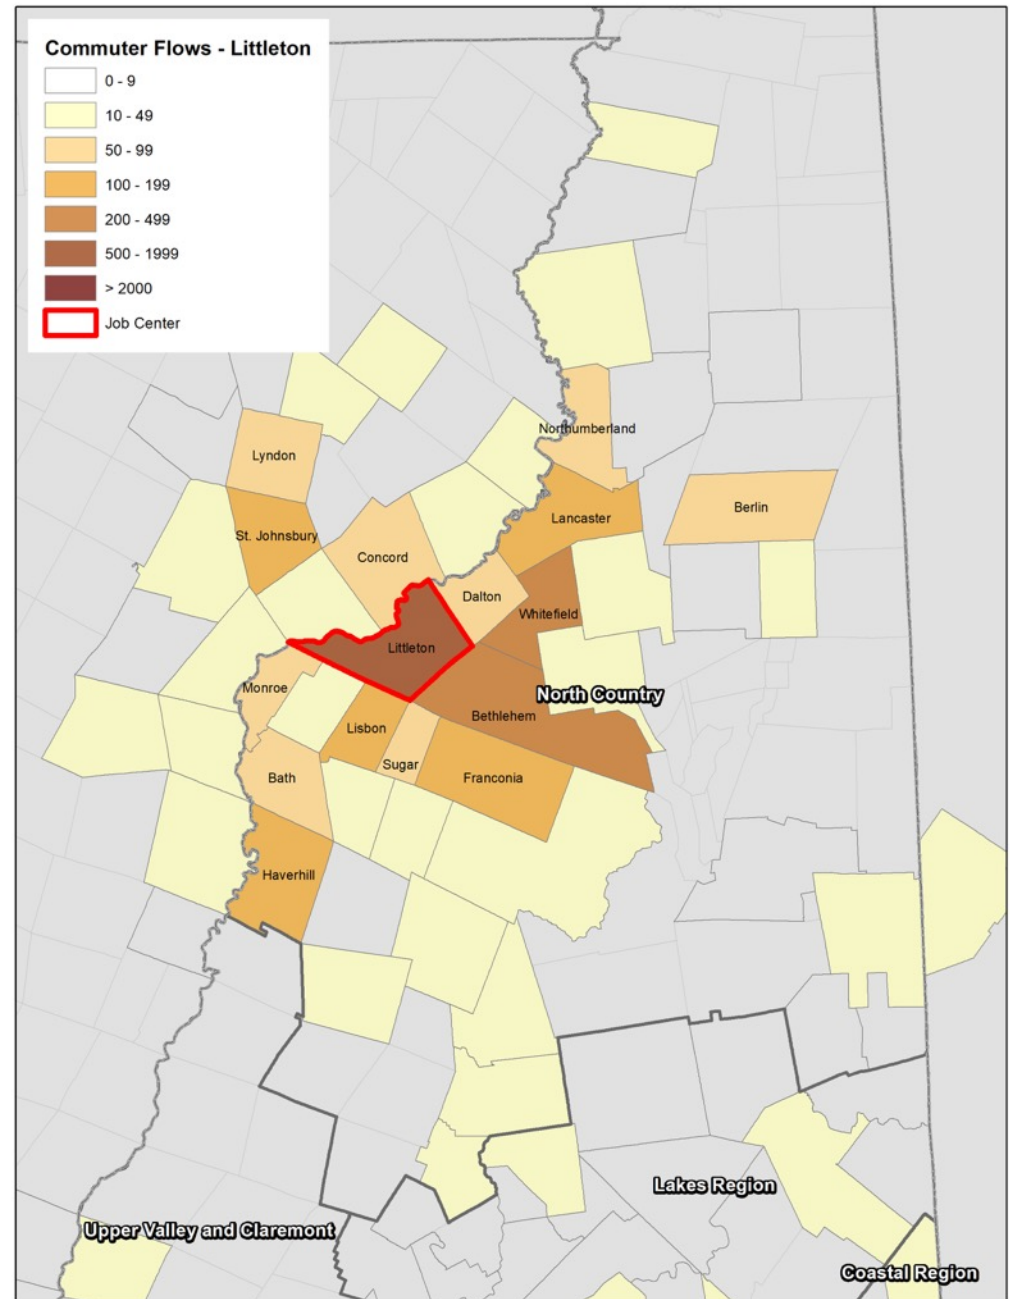 Commuter Flows - Littleton
0 - 9
10 - 49
50 - 99
100 - 199
200 - 499
500 - 1999
> 2000
Job Center
Northumberland
Lyndon
Berlin
Lancaster
St. Johnsbury
Concord
Dalton
Whitefield
Littleton
Monroe
North Country
Bethlehem
Lisbon
Sugar
Bath
Franconia
Haverhill
Lakes Region
Upper Valley and Claremont
Coastal Region